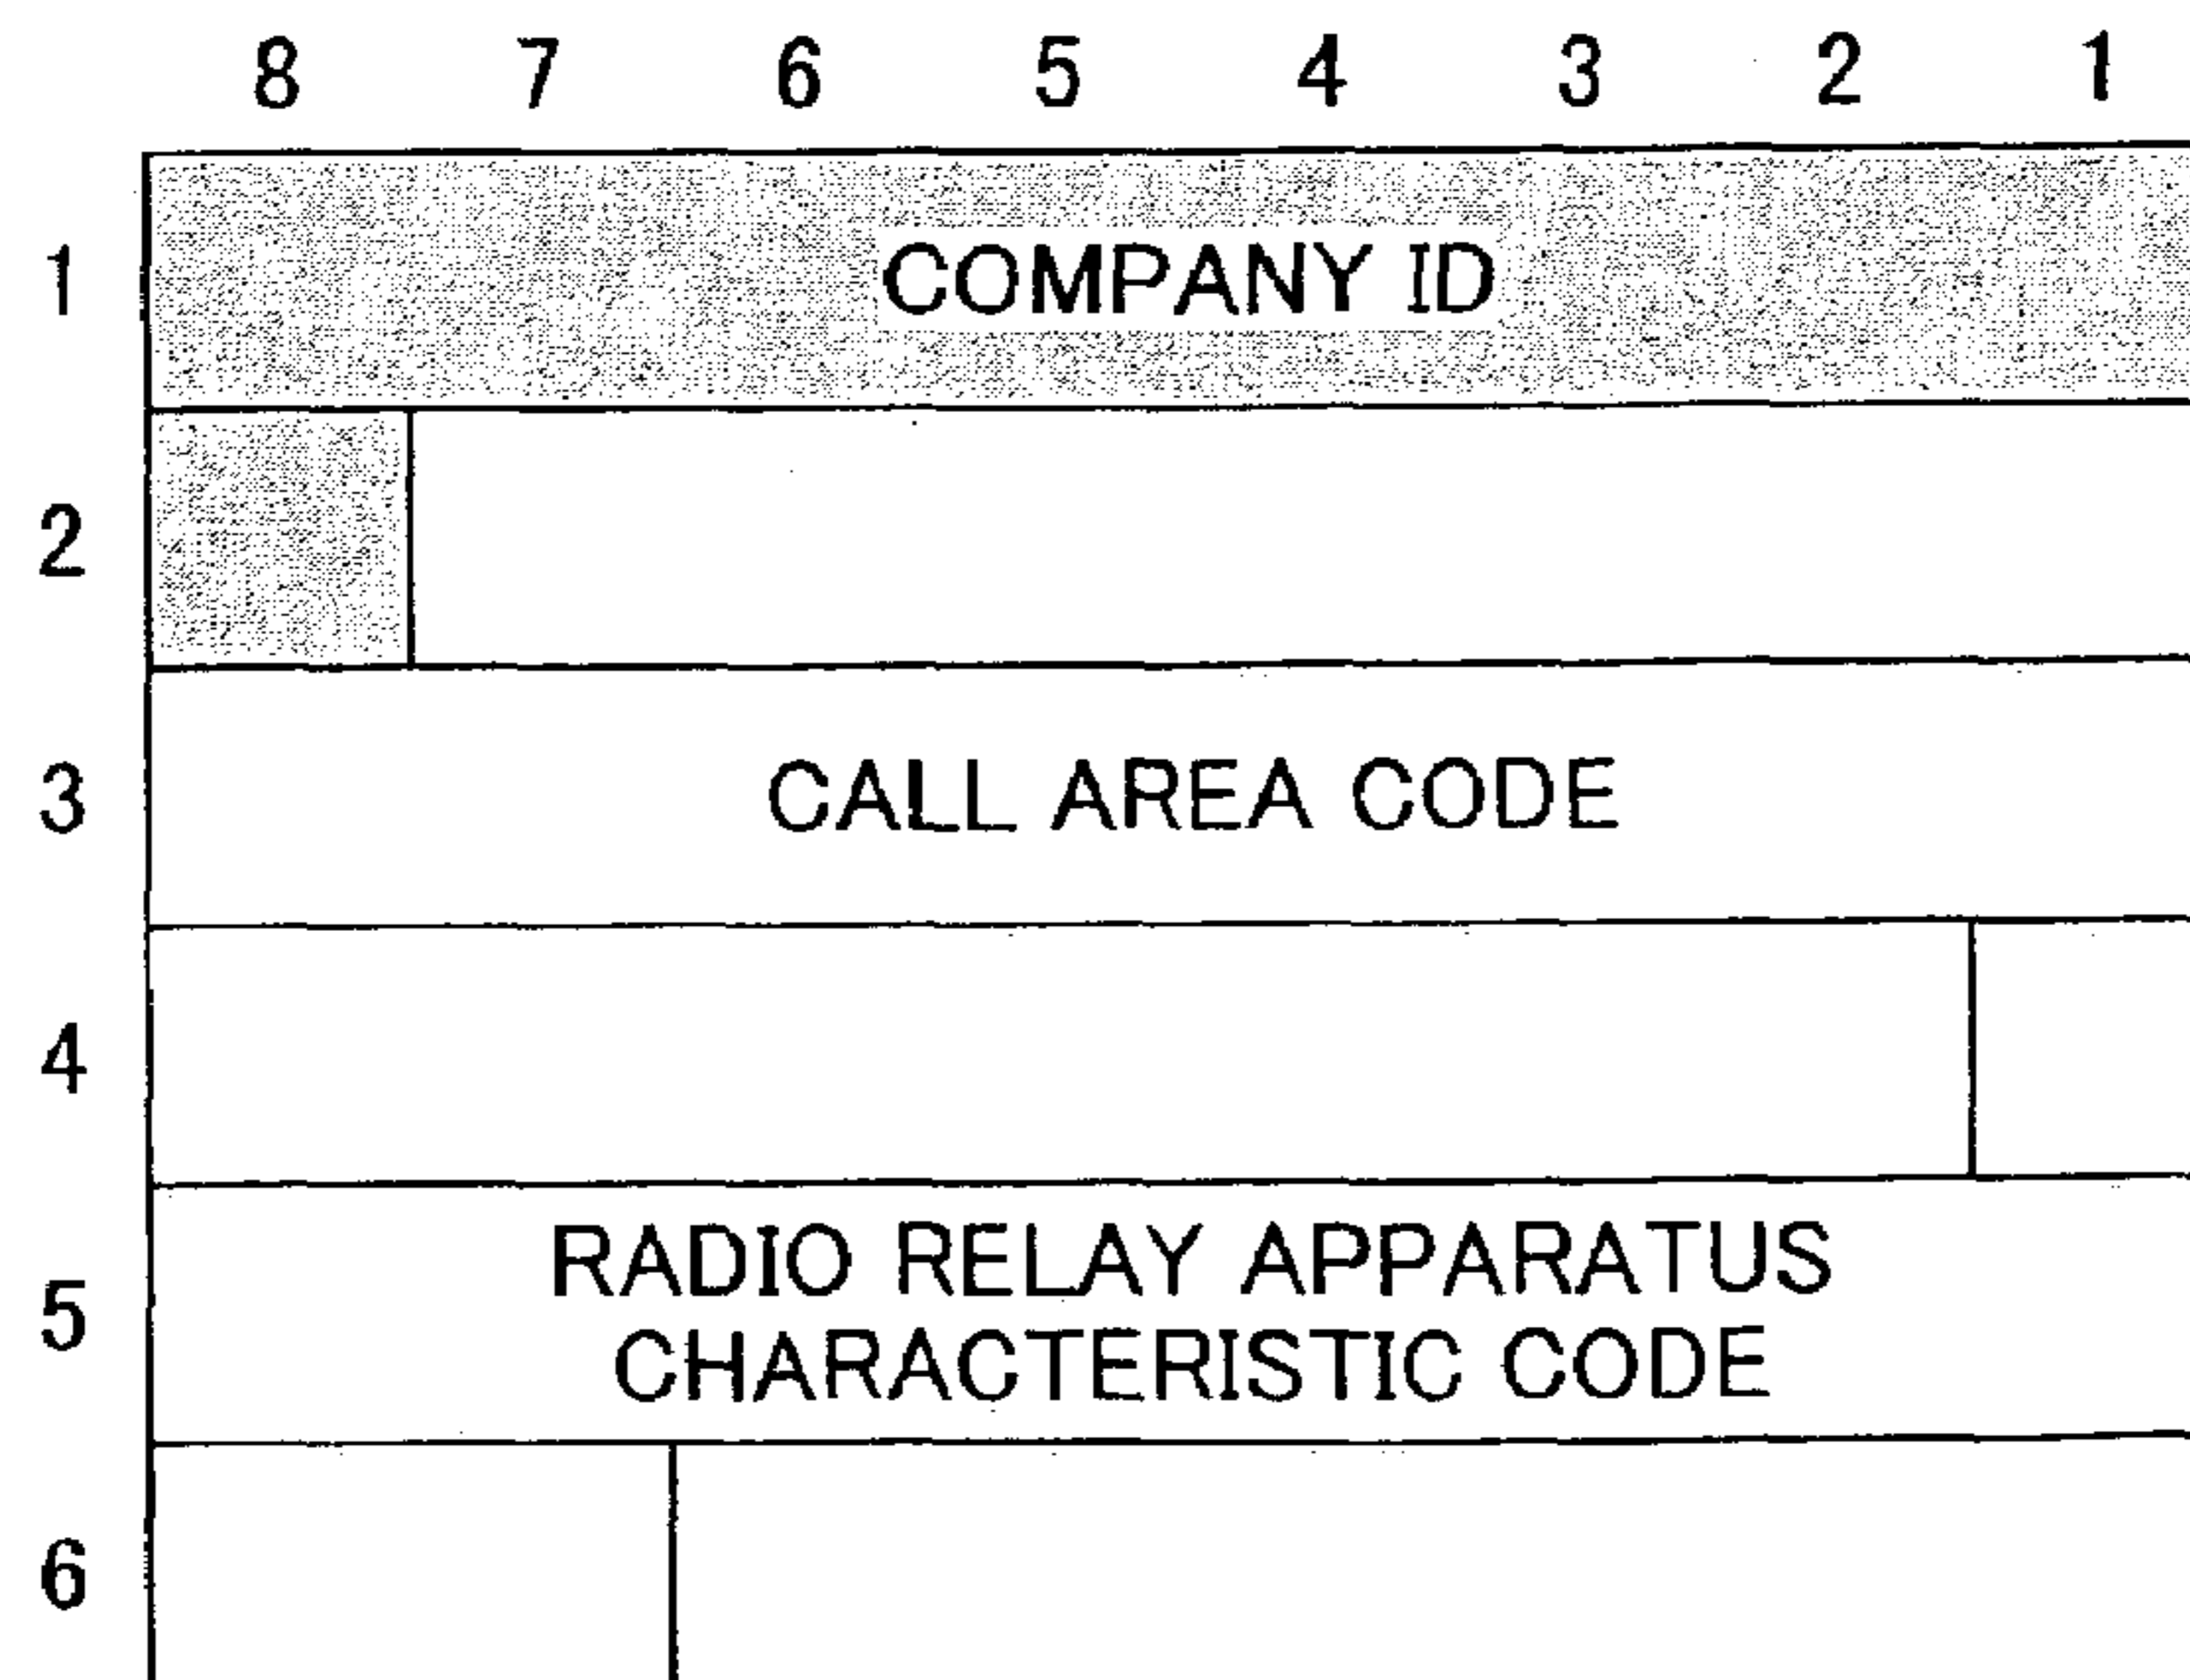 8 7 6 5 4 3 2 1
1 COMPANY ID
2
3 CALL AREA CODE
4
RADIO RELAY APPARATUS
5
CHARACTERISTIC CODE
6